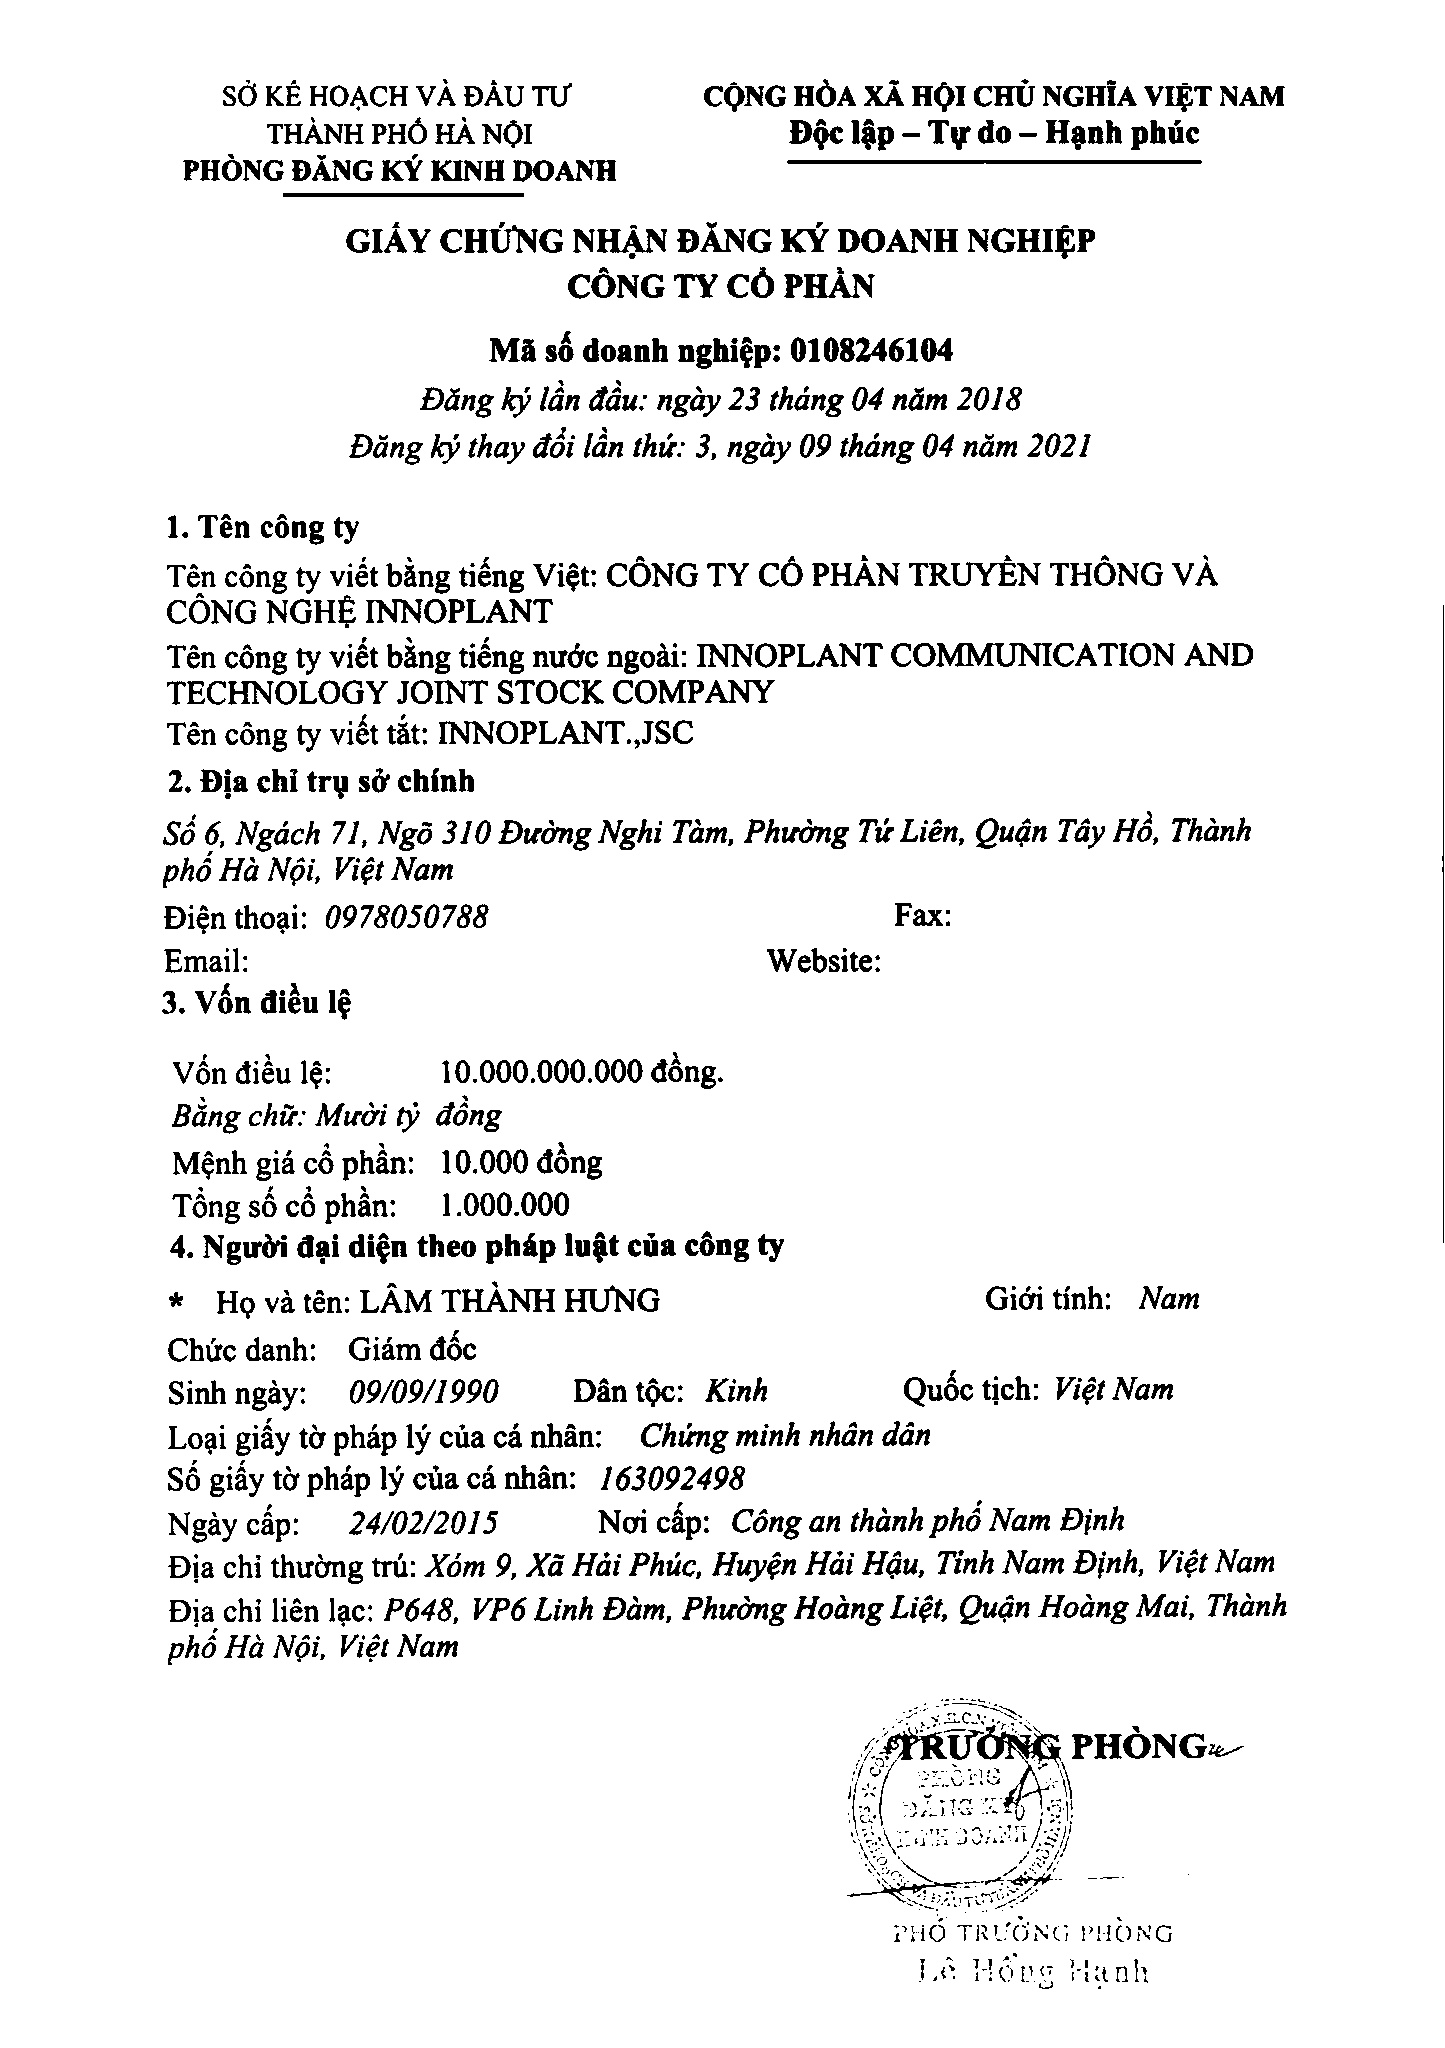 SỞ KẾ HOẠCH VÀ ĐẦU TƯ
THÀNH PHỐ HÀ NỘI
PHÒNG ĐĂNG KÝ KINH DOANH
CỘNG HÒA XÃ HỘI CHỦ NGHĨA VIỆT NAM
Độc lập – Tự do – Hạnh phúc
GIẤY CHỨNG NHẬN ĐĂNG KÝ DOANH NGHIỆP
CÔNG TY CỔ PHẦN
Mã số doanh nghiệp: 0108246104
Đăng ký lần đầu: ngày 23 tháng 04 năm 2018
Đăng ký thay đổi lần thứ: 3, ngày 09 tháng 04 năm 2021
1. Tên công ty
Tên công ty viết bằng tiếng Việt: CÔNG TY CỔ PHẦN TRUYỀN THÔNG VÀ
CÔNG NGHỆ INNOPLANT
Tên công ty viết bằng tiếng nước ngoài: INNOPLANT COMMUNICATION AND
TECHNOLOGY JOINT STOCK COMPANY
Tên công ty viết tắt: INNOPLANT.,JSC
2. Địa chỉ trụ sở chính
Số 6, Ngách 71, Ngõ 310 Đường Nghi Tàm, Phường Tứ Liên, Quận Tây Hồ, Thành
phố Hà Nội, Việt Nam
Điện thoại: 0978050788 Fax:
Email: Website:
3. Vốn điều lệ
Vốn điều lệ: 10.000.000.000 đồng.
Bằng chữ: Mười tỷ đồng
Mệnh giá cổ phần: 10.000 đồng
Tổng số cổ phần: 1.000.000
4. Người đại diện theo pháp luật của công ty
* Họ và tên: LÂM THÀNH HƯNG Giới tính: Nam
Chức danh: Giám đốc
Sinh ngày: 09/09/1990 Dân tộc: Kinh Quốc tịch: Việt Nam
Loại giấy tờ pháp lý của cá nhân: Chứng minh nhân dân
Số giấy tờ pháp lý của cá nhân: 163092498
Ngày cấp: 24/02/2015 Nơi cấp: Công an thành phố Nam Định
Địa chỉ thường trú: Xóm 9, Xã Hải Phúc, Huyện Hải Hậu, Tỉnh Nam Định, Việt Nam
Địa chỉ liên lạc: P648, VP6 Linh Đàm, Phường Hoàng Liệt, Quận Hoàng Mai, Thành
phố Hà Nội, Việt Nam
TRƯỞNG PHÒNG
PHÒNG
ĐĂNG KÝ
KINH DOANH
PHÓ TRƯỞNG PHÒNG
Lê Hồng Hạnh